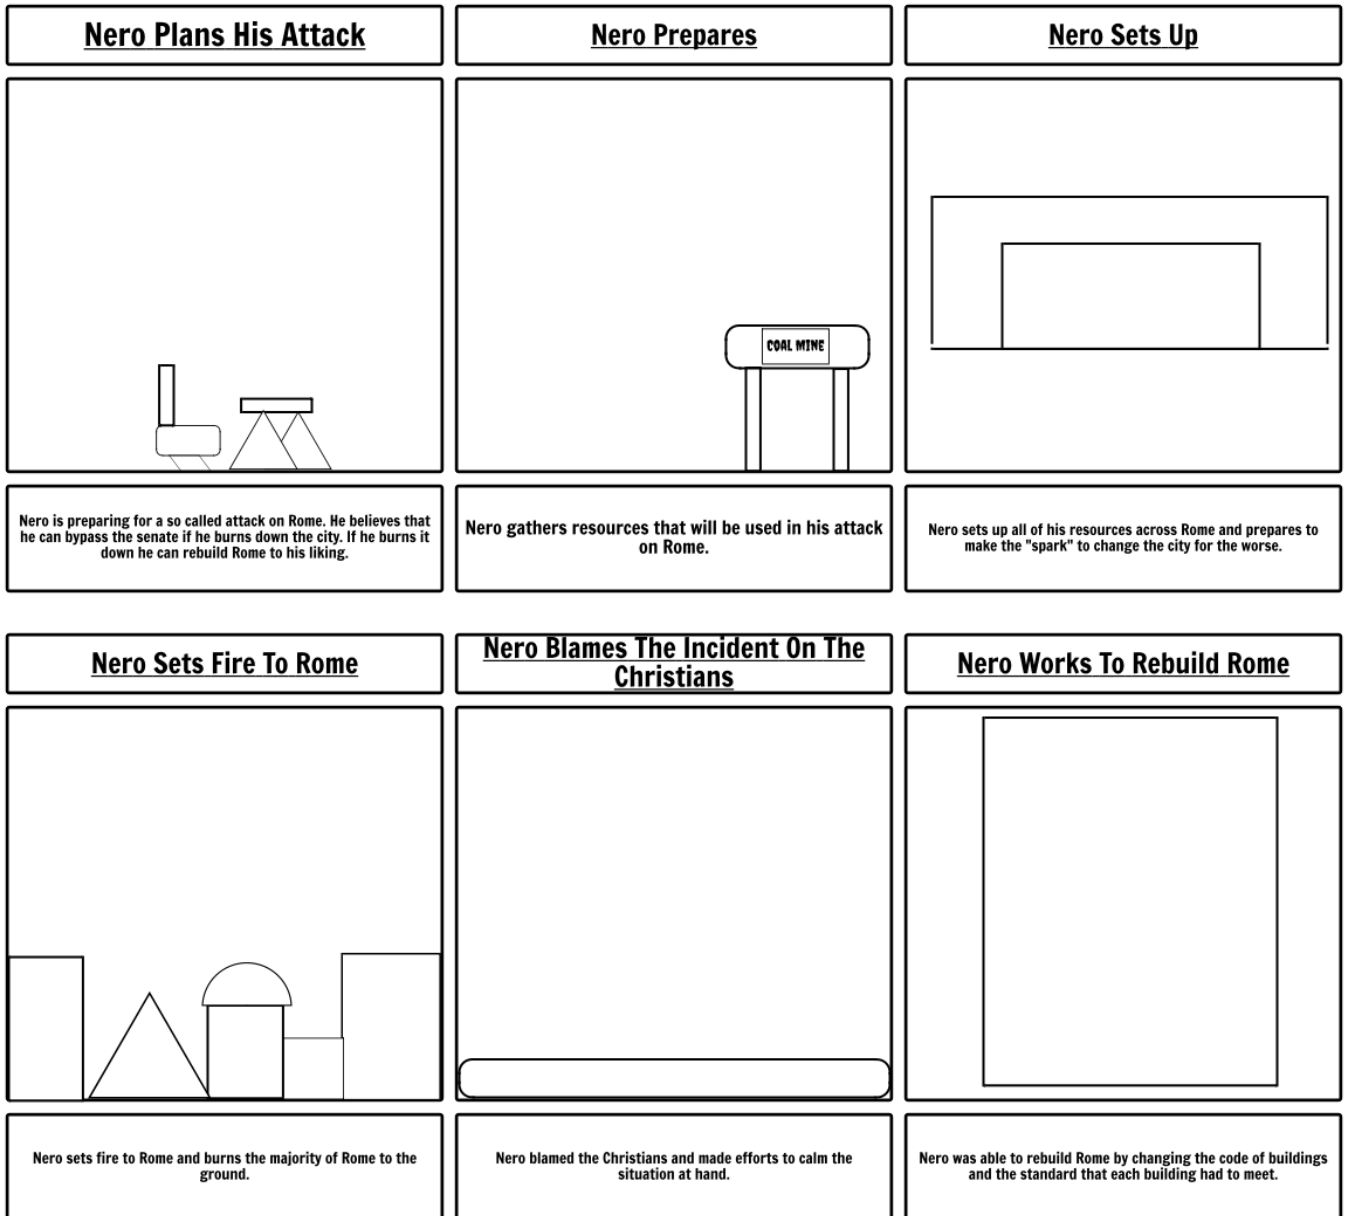 Nero Plans His Attack
Nero Prepares
Nero Sets Up
COAL MINE
Nero is preparing for a so called attack on Rome. He believes that
he can bypass the senate if he burns down the city. If he burns it
down he can rebuild Rome to his liking.
Nero gathers resources that will be used in his attack
on Rome.
Nero sets up all of his resources across Rome and prepares to
make the "spark" to change the city for the worse.
Nero Sets Fire To Rome
Nero Blames The Incident On The
Christians
Nero Works To Rebuild Rome
Nero sets fire to Rome and burns the majority of Rome to the
ground.
Nero blamed the Christians and made efforts to calm the
situation at hand.
Nero was able to rebuild Rome by changing the code of buildings
and the standard that each building had to meet.